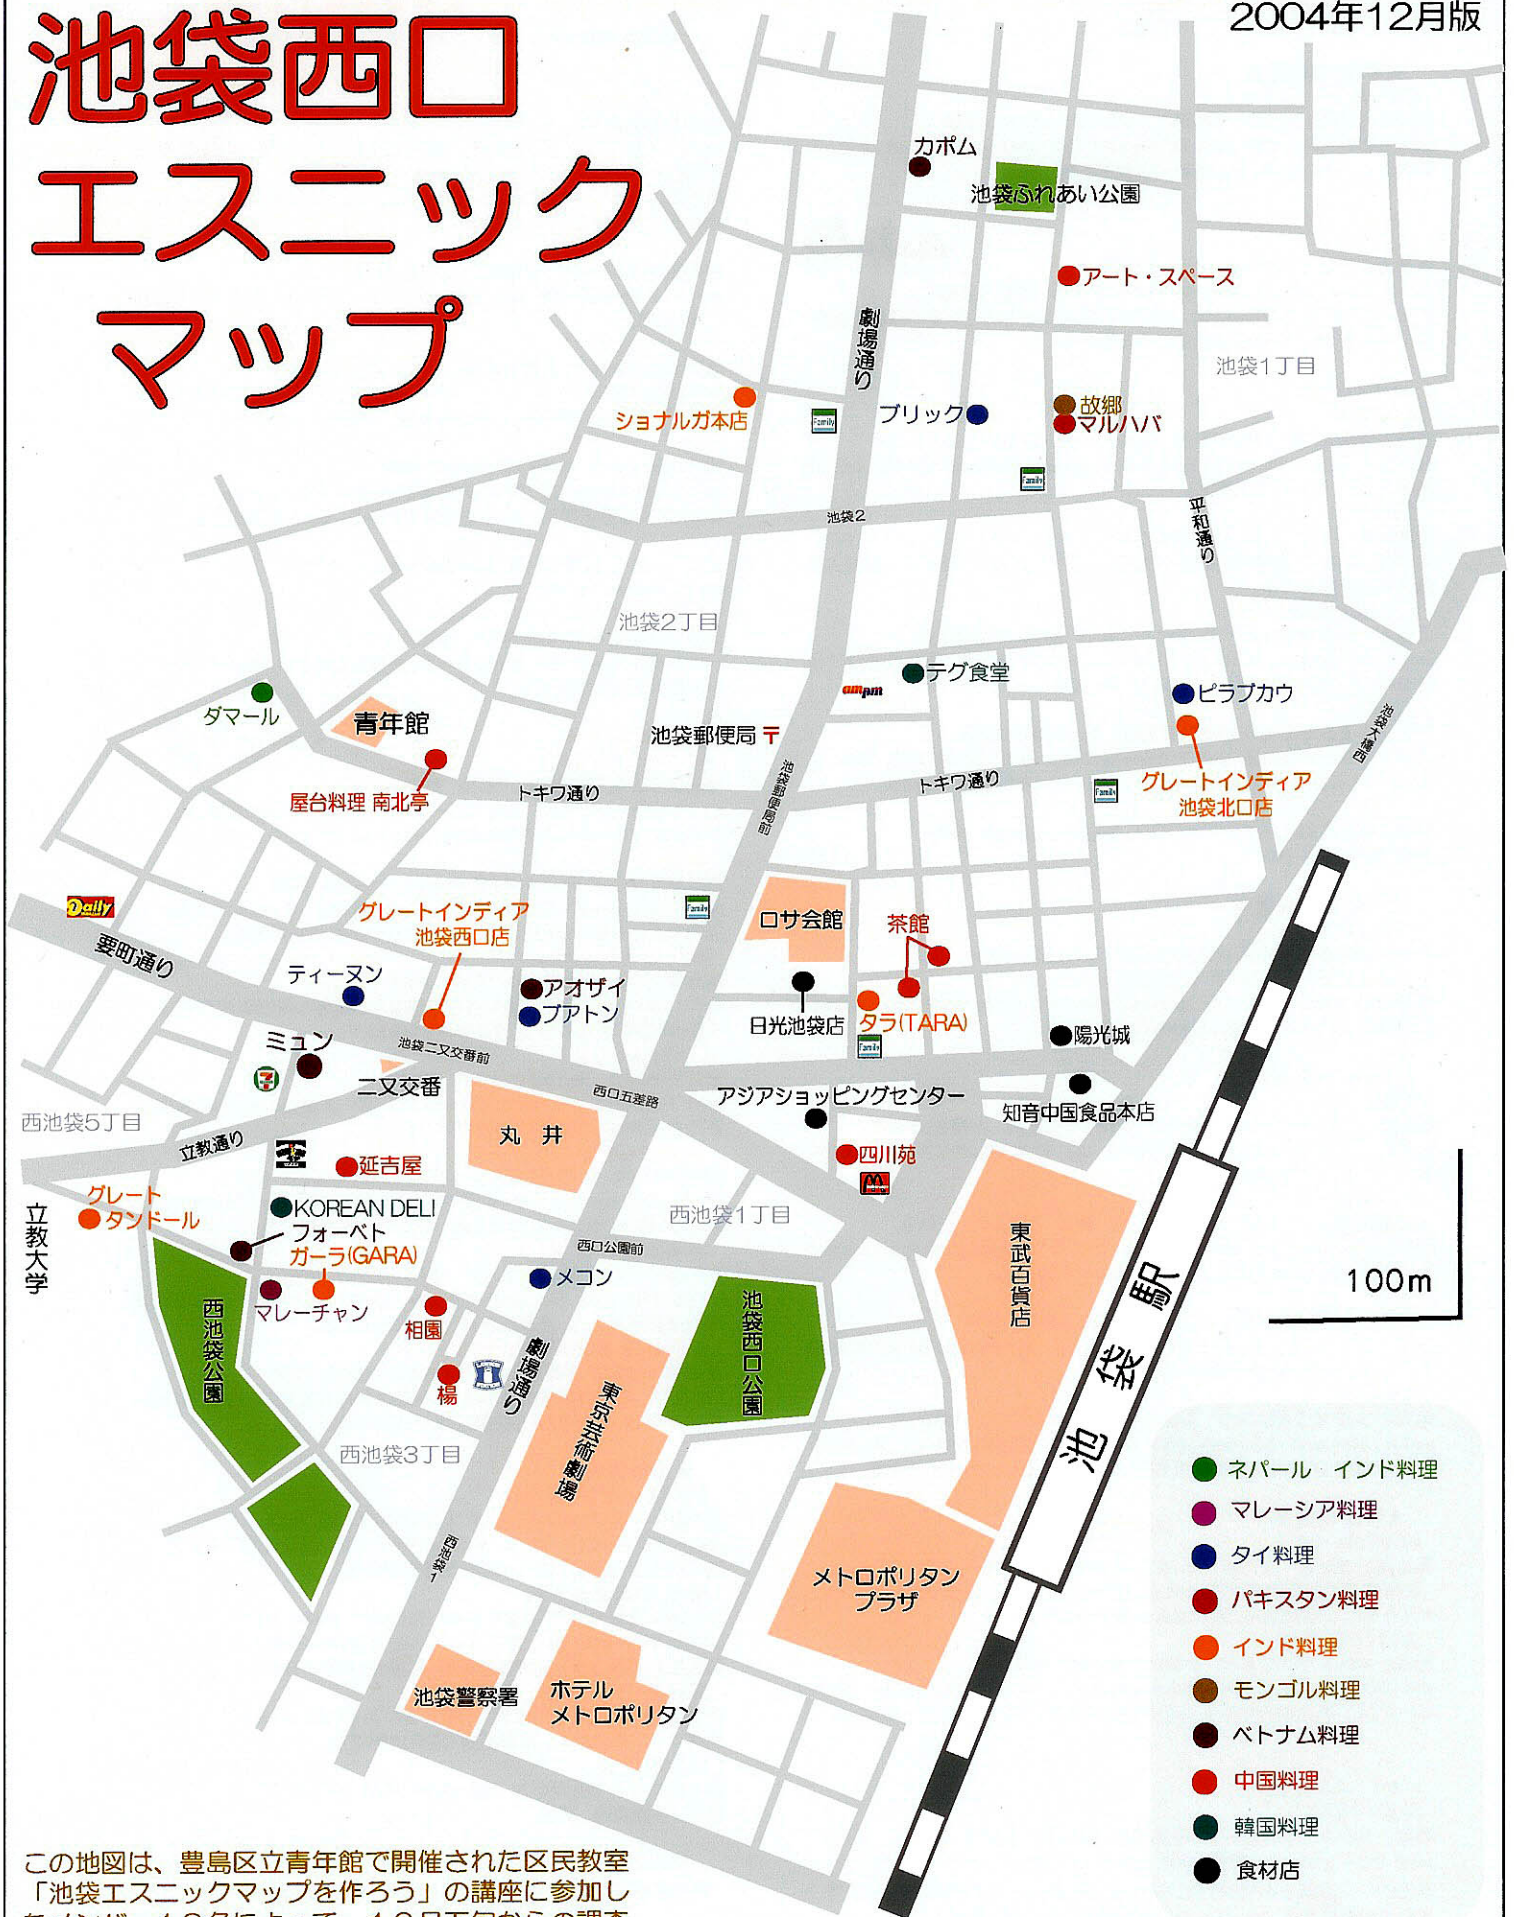 2004年12月版
池袋西口
エスニック
マップ
カポム
池袋ふれあい公園
アート・スペース
劇場通り
池袋1丁目
ショナルガ本店
Family
ブリック
故郷
マルハバ
Family
池袋2
平和通り
池袋2丁目
テグ食堂
ampm
ピラブカウ
ダマール
青年館
池袋郵便局 〒
池袋大橋西
屋台料理 南北亭
トキワ通り
池袋郵便局前
トキワ通り
Family
グレートインディア
池袋北口店
Daily
グレートインディア
池袋西口店
Family
ロサ会館
茶館
要町通り
ティーヌン
アオザイ
プアトン
日光池袋店
タラ(TARA)
Family
ミュン
池袋二又交番前
陽光城
7
二又交番
西口五差路
アジアショッピングセンター
知音中国食品本店
西池袋5丁目
立教通り
丸井
四川苑
延吉屋
立教大学
グレート
タンドール
KOREAN DELI
フォーベト
ガーラ(GARA)
西池袋1丁目
西口公園前
メコン
マレーチャン
相園
楊
西池袋公園
劇場通り
池袋西口公園
東武百貨店
池袋駅
100m
東京芸術劇場
西池袋3丁目
西池袋1
メトロポリタン
プラザ
池袋警察署
ホテル
メトロポリタン
ネパール インド料理
マレーシア料理
タイ料理
パキスタン料理
インド料理
モンゴル料理
ベトナム料理
中国料理
韓国料理
食材店
この地図は、豊島区立青年館で開催された区民教室
「池袋エスニックマップを作ろう」の講座に参加し